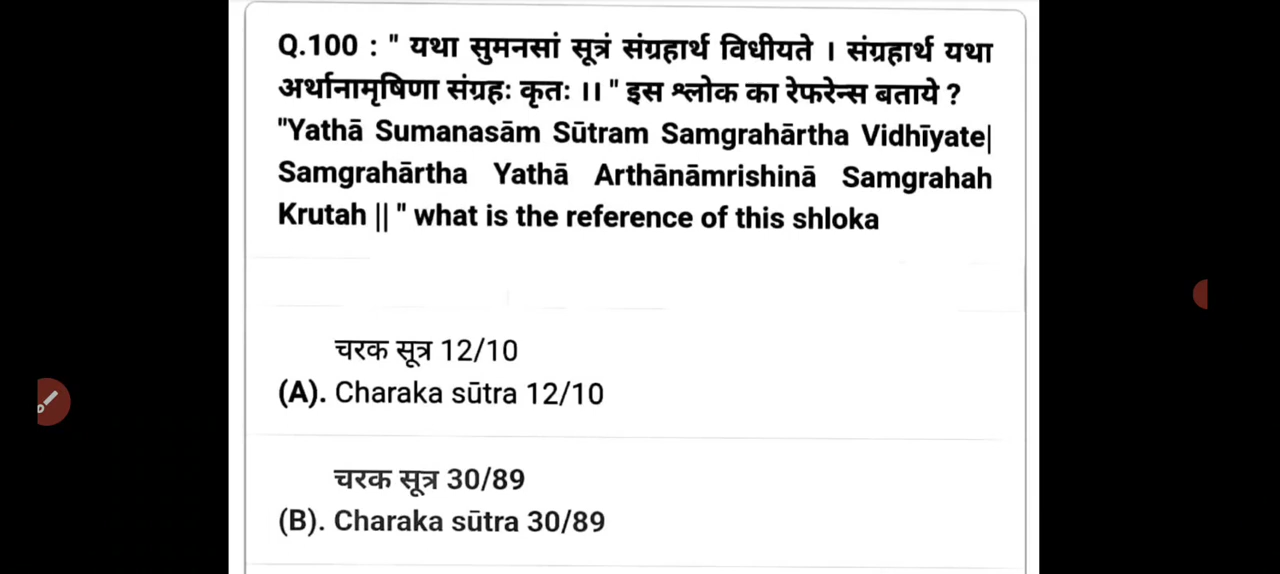 Q.100 : " यथा सुमनसां सूत्रं संग्रहार्थ विधीयते । संग्रहार्थ यथा
अर्थानामृषिणा संग्रहः कृतः ।। " इस श्लोक का रेफरेन्स बताये ?
"Yathā Sumanasām Sūtram Samgrahārtha Vidhīyate|
Samgrahārtha Yathā Arthānāmrishinā Samgrahah
Krutah || " what is the reference of this shloka
चरक सूत्र 12/10
(A). Charaka sūtra 12/10
चरक सूत्र 30/89
(B). Charaka sūtra 30/89